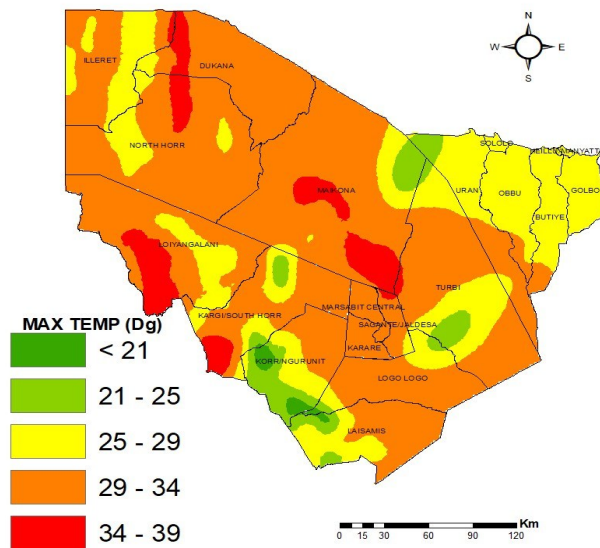 N
W E
S
ILLERET
DUKANA
NORTH HORR
SOLOLO
URAN
OBBU
GOLBO
BUTIYE
MAIKONA
LOIYANGALANI
TURBI
KARGI/SOUTH HORR
MARSABIT CENTRAL
SAGANTE/JALDESA
KARARE
KORR/NGURUNIT
LOGO LOGO
LAISAMIS
MAX TEMP (Dg)
< 21
21 - 25
25 - 29
29 - 34
34 - 39
Km
0 15 30 60 90 120